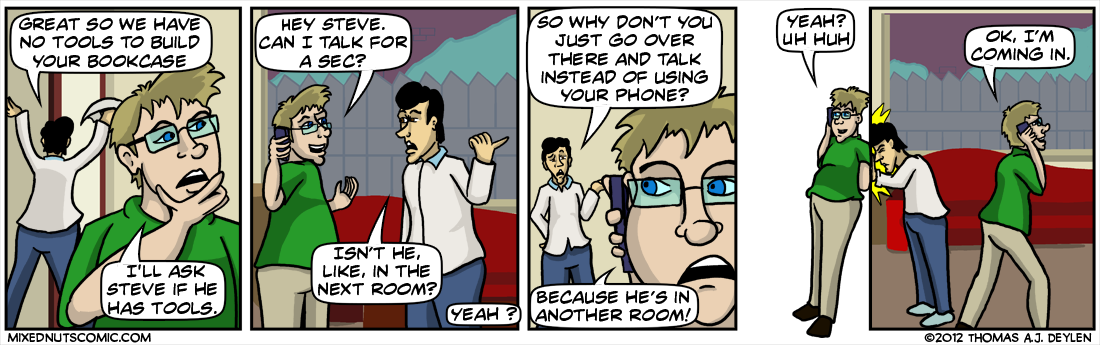 GREAT SO WE HAVE
NO TOOLS TO BUILD
YOUR BOOKCASE
I'LL ASK
STEVE IF HE
HAS TOOLS.
HEY STEVE.
CAN I TALK FOR
A SEC?
ISN'T HE,
LIKE, IN THE
NEXT ROOM?
YEAH ?
SO WHY DON'T YOU
JUST GO OVER
THERE AND TALK
INSTEAD OF USING
YOUR PHONE?
BECAUSE HE'S IN
ANOTHER ROOM!
YEAH?
UH HUH
OK, I'M
COMING IN.
MIXEDNUTSCOMIC.COM
©2012 THOMAS A.J. DEYLEN